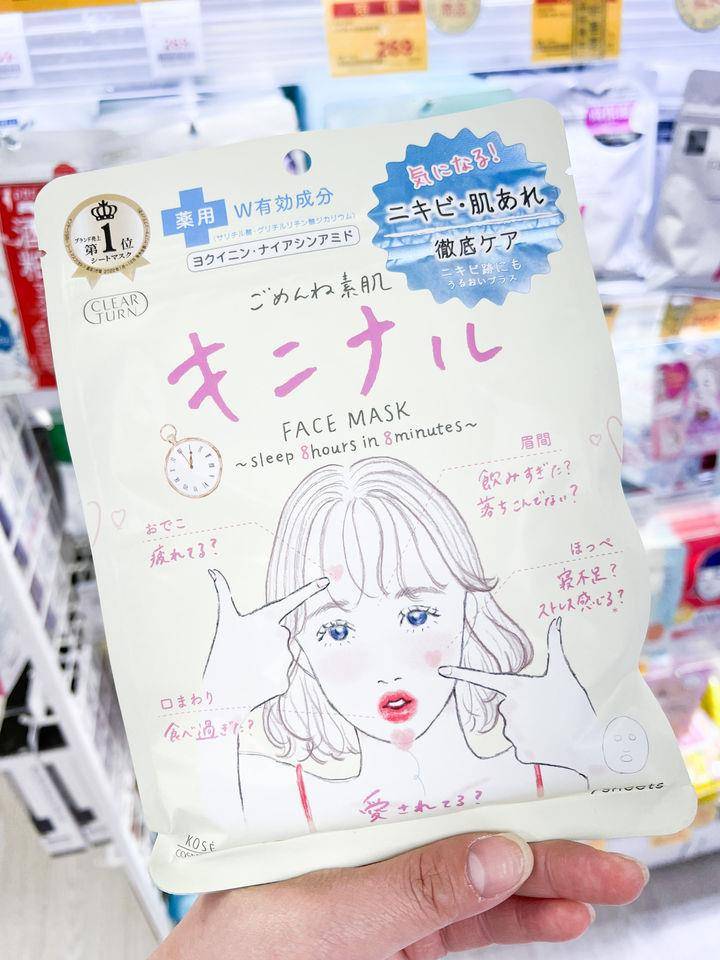 269
269
ブランド売上
第1位
シートマスク
薬用
W有効成分
(サリチル酸・グリチルリチン酸ジカリウム)
ヨクイニン・ナイアシンアミド
気になる!
ニキビ・肌あれ
徹底ケア
ニキビ跡にも
うるおいプラス
CLEAR
TURN
ごめんね素肌
キニナル
FACE MASK
~sleep 8hours in 8minutes~
眉間
飲みすぎた?
落ちこんでない?
おでこ
疲れてる?
ほっぺ
寝不足?
ストレス感じる?
口まわり
食べ過ぎた?
愛されてる?
7sheets
KOSÉ